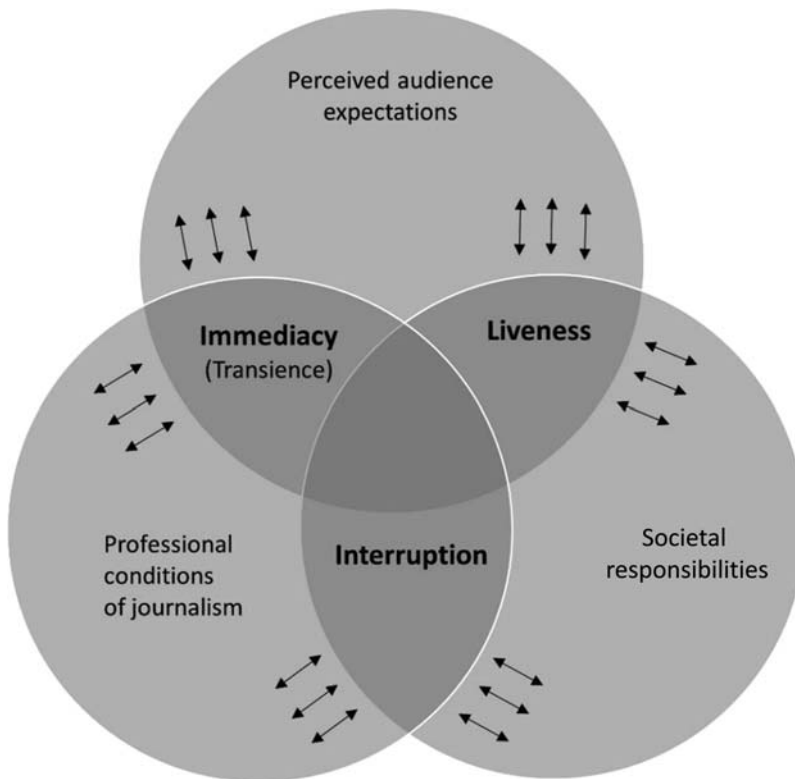 Perceived audience
expectations
Immediacy
(Transience)
Liveness
Professional
conditions
of journalism
Interruption
Societal
responsibilities